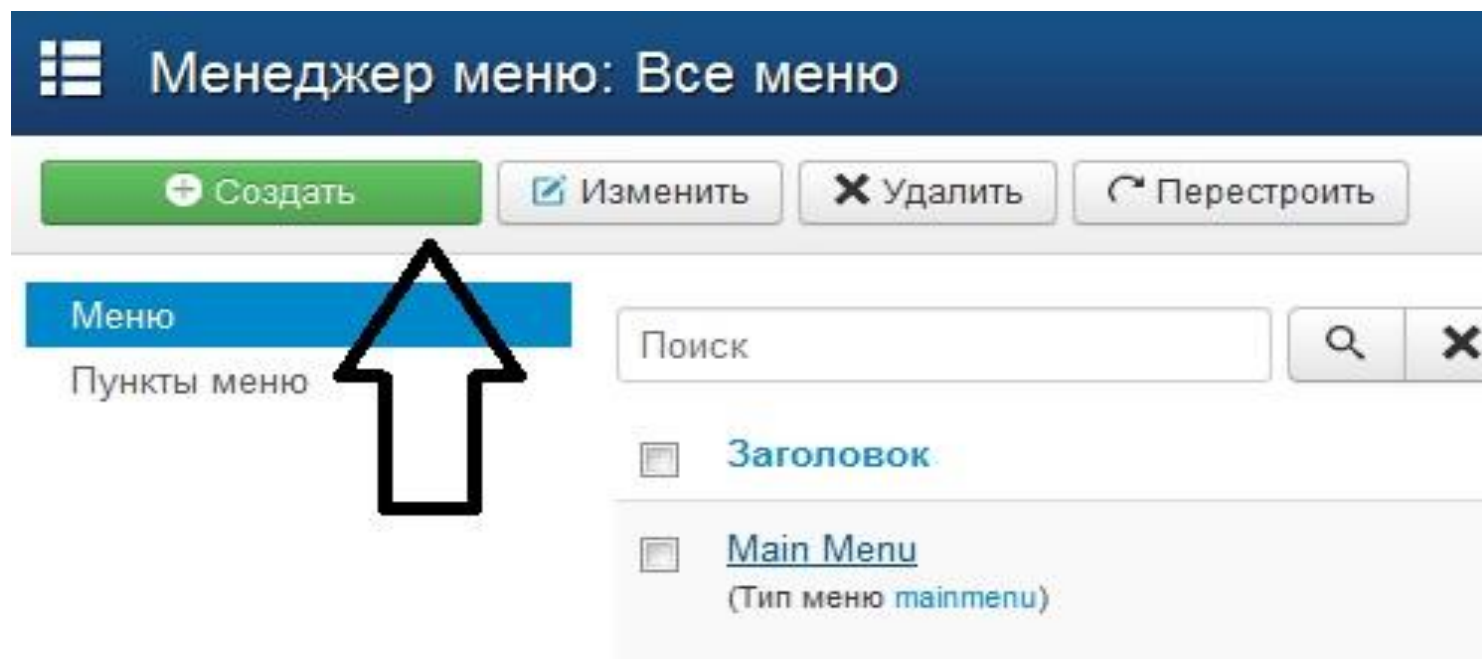 Менеджер меню: Все меню
Создать Изменить Удалить Перестроить
Меню
Поиск
Пункты меню
Заголовок
Main Menu
(Тип меню mainmenu)